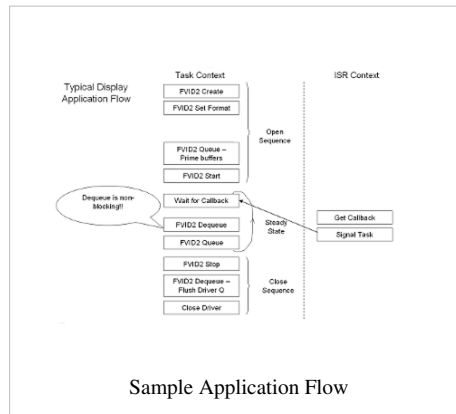 Typical Display
Application Flow
Task Context
ISR Context
FVID2 Create
FVID2 Set Format
FVID2 Queue –
Prime buffers
FVID2 Start
Open
Sequence
Dequeue is non-
blocking!!
Wait for Callback
FVID2 Dequeue
FVID2 Queue
Steady
State
Get Callback
Signal Task
FVID2 Stop
FVID2 Dequeue –
Flush Driver Q
Close Driver
Close
Sequence
Sample Application Flow